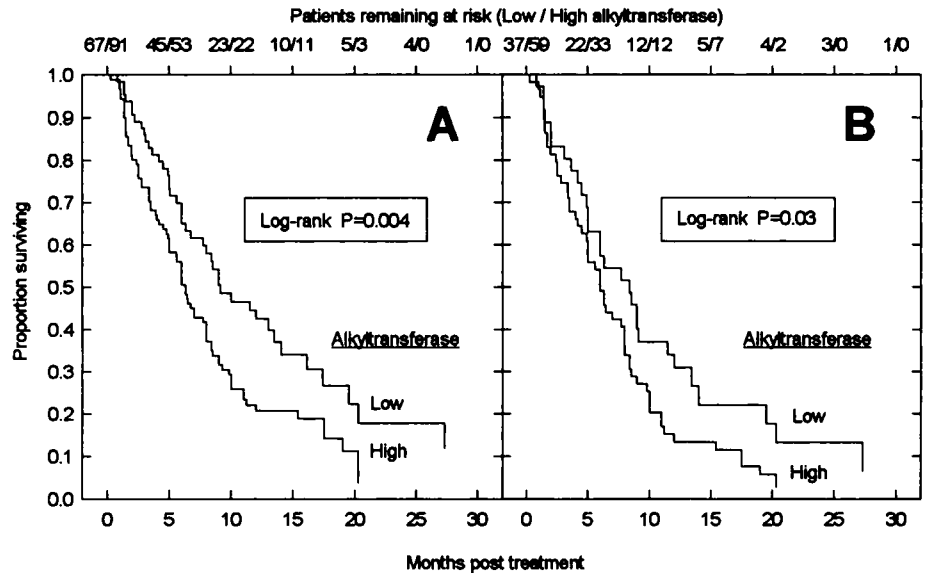 Patients remaining at risk (Low / High alkyltransferase)
67/91 45/53 23/22 10/11 5/3 4/0 1/0 37/59 22/33 12/12 5/7 4/2 3/0 1/0
1.0
0.9
0.8
0.7
0.6
0.5
0.4
0.3
0.2
0.1
0.0
Proportion surviving
A
Log-rank P=0.004
Alkyltransferase
Low
High
B
Log-rank P=0.03
Alkyltransferase
Low
High
0 5 10 15 20 25 30 0 5 10 15 20 25 30
Months post treatment